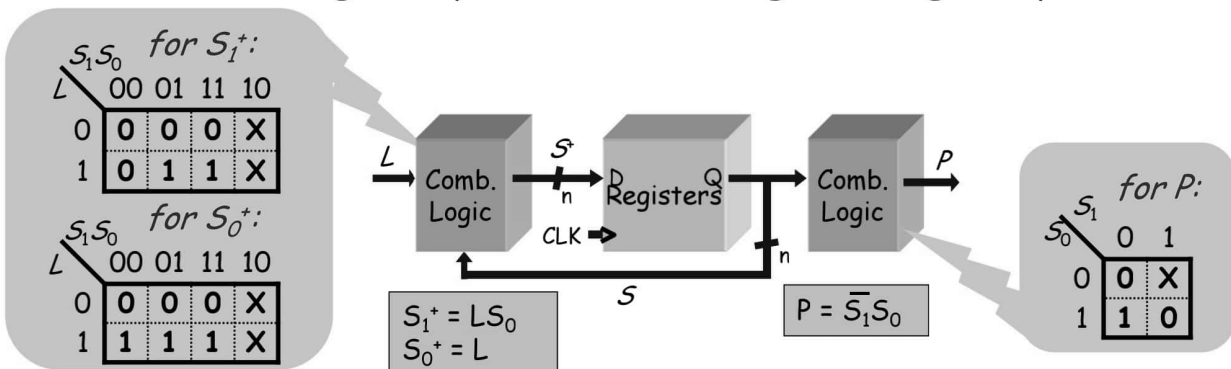 for S₁⁺:
S₁S₀
L 00 01 11 10
0 0 0 0 X
1 0 1 1 X
for S₀⁺:
S₁S₀
L 00 01 11 10
0 0 0 0 X
1 1 1 1 X
L
Comb.
Logic
S⁺
n
D Q
Registers
CLK
n
S
Comb.
Logic
P
S₁⁺ = LS₀
S₀⁺ = L
P = S̅₁S₀
for P:
S₁
S₀ 0 1
0 0 X
1 1 0